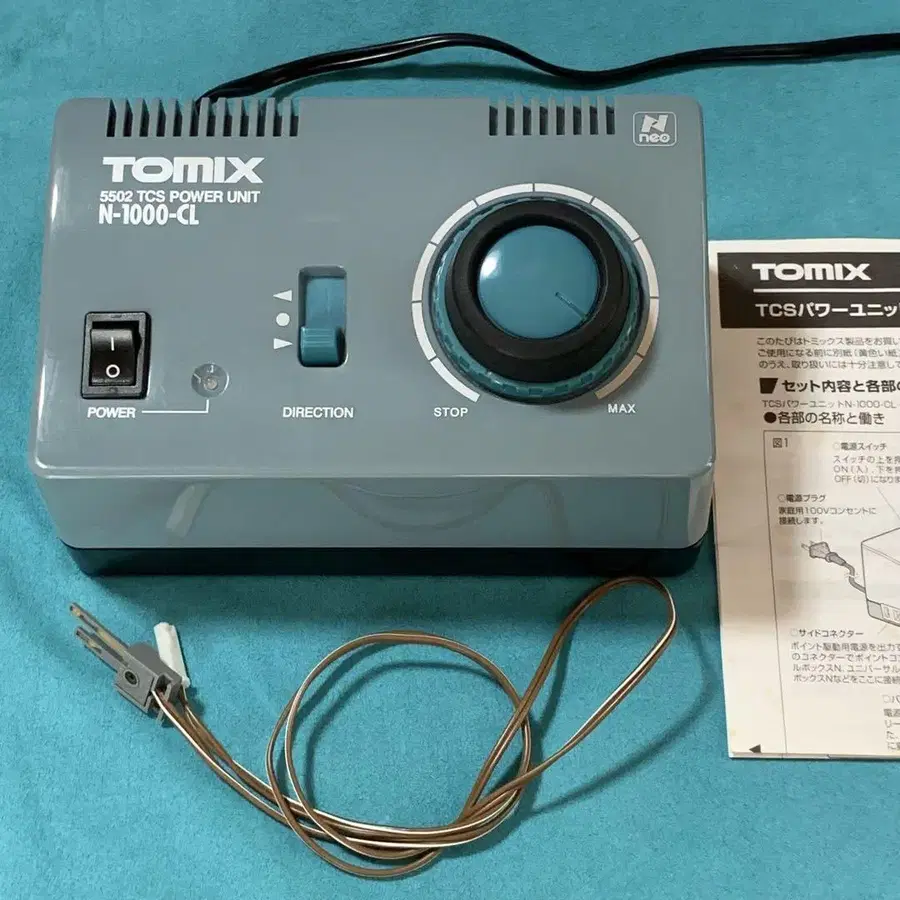 N neo
TOMIX
5502 TCS POWER UNIT
N-1000-CL
I
O
POWER
DIRECTION
STOP
MAX
TOMIX
TCSパワーユニッ
このたびはトミックス製品をお買い
ご使用になる前に別紙(黄色い紙)
のうえ、取り扱いには十分注意して
セット内容と各部の
TCSパワーユニットN-1000-CL
●各部の名称と働き
図1
○電源スイッチ
スイッチの上を押
ON(入)、下を押
OFF(切)になりま
○電源プラグ
家庭用100Vコンセントに
接続します。
○サイドコネクター
ポイント駆動用電源を出力す
のコネクターでポイントコン
ルボックスN、ユニバーサル
ボックスNなどをここに接続